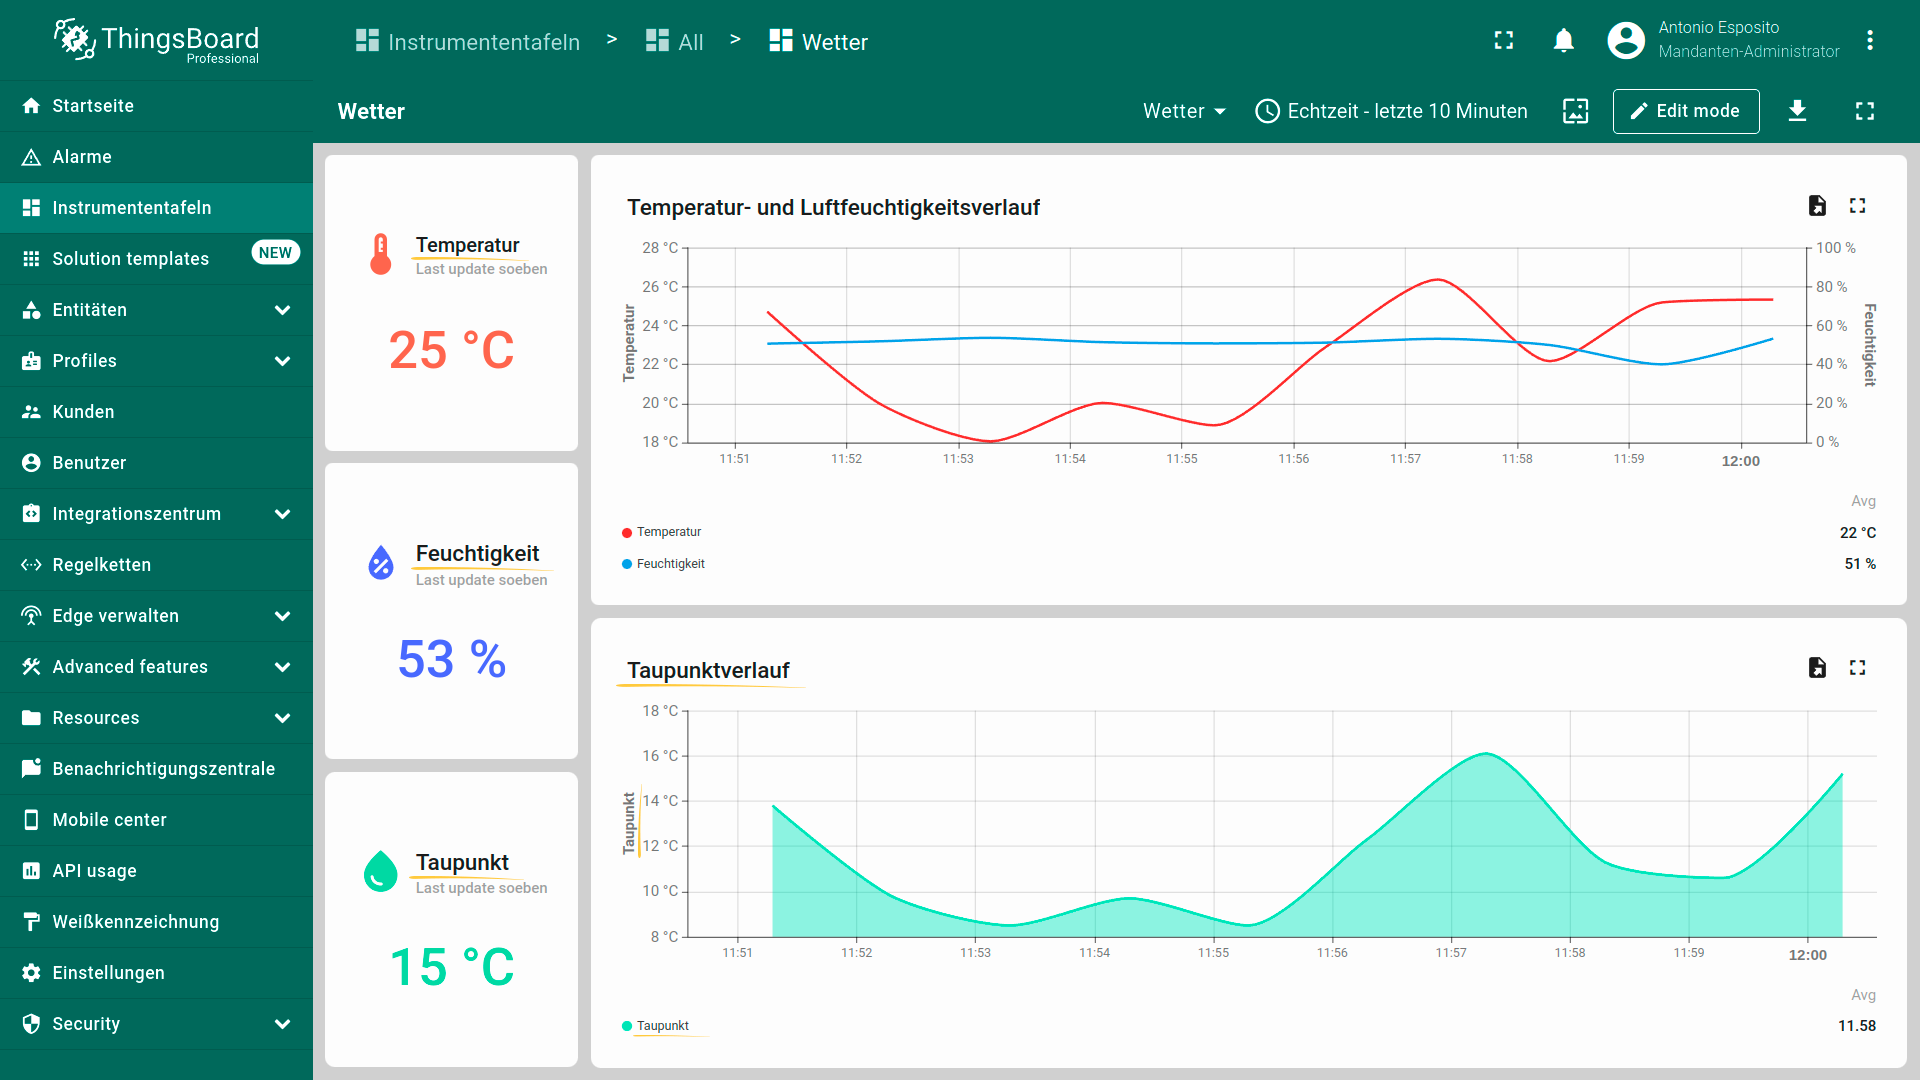 ThingsBoard
Professional
Instrumententafeln > All > Wetter
Antonio Esposito
Mandanten-Administrator
Wetter
Wetter
Echtzeit - letzte 10 Minuten
Edit mode
Startseite
Alarme
Instrumententafeln
Solution templates NEW
Entitäten
Profiles
Kunden
Benutzer
Integrationszentrum
Regelketten
Edge verwalten
Advanced features
Resources
Benachrichtigungszentrale
Mobile center
API usage
Weißkennzeichnung
Einstellungen
Security
Temperatur
Last update soeben
25 °C
Feuchtigkeit
Last update soeben
53 %
Taupunkt
Last update soeben
15 °C
Temperatur- und Luftfeuchtigkeitsverlauf
Temperatur
28 °C
26 °C
24 °C
22 °C
20 °C
18 °C
100 %
80 %
60 %
40 %
20 %
0 %
Feuchtigkeit
11:51 11:52 11:53 11:54 11:55 11:56 11:57 11:58 11:59 12:00
Avg
Temperatur 22 °C
Feuchtigkeit 51 %
Taupunktverlauf
Taupunkt
18 °C
16 °C
14 °C
12 °C
10 °C
8 °C
11:51 11:52 11:53 11:54 11:55 11:56 11:57 11:58 11:59 12:00
Avg
Taupunkt 11.58